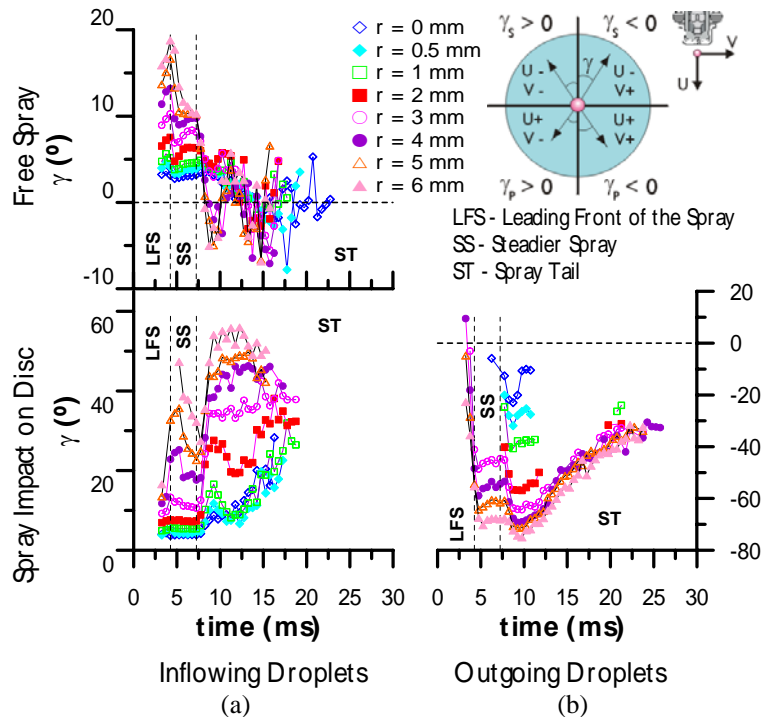 Free Spray
γ (º)
20
10
0
-10
LFS
SS
ST
r = 0 mm
r = 0.5 mm
r = 1 mm
r = 2 mm
r = 3 mm
r = 4 mm
r = 5 mm
r = 6 mm
γS > 0
γS < 0
γ
U -
V -
U -
V+
U+
V -
U+
V+
γP > 0
γP < 0
V
U
LFS - Leading Front of the Spray
SS - Steadier Spray
ST - Spray Tail
Spray Impact on Disc
γ (º)
60
40
20
0
LFS
SS
ST
0 5 10 15 20 25 30
time (ms)
Inflowing Droplets
(a)
20
0
-20
-40
-60
-80
LFS
SS
ST
0 5 10 15 20 25 30
time (ms)
Outgoing Droplets
(b)